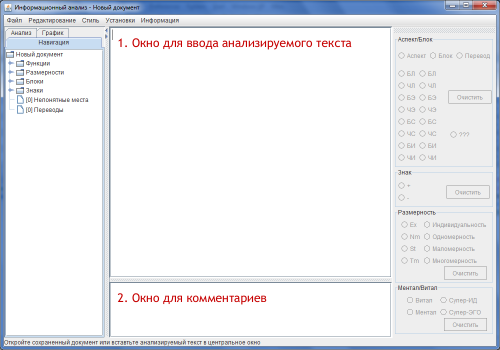 Информационный анализ - Новый документ
Файл Редактирование Стиль Установки Информация
Анализ График
Навигация
Новый документ
Функции
Размерности
Блоки
Знаки
[0] Непонятные места
[0] Переводы
1. Окно для ввода анализируемого текста
2. Окно для комментариев
Аспект/Блок
Аспект Блок Перевод
БЛ БЛ
ЧЛ ЧЛ
БЭ БЭ
Очистить
ЧЭ ЧЭ
БС БС
ЧС ЧС ???
БИ БИ
ЧИ ЧИ
Знак
+
-
Очистить
Размерность
Ex Индивидуальность
Nm Одномерность
St Маломерность
Tm Многомерность
Очистить
Ментал/Витал
Витал Супер-ИД
Ментал Супер-ЭГО
Очистить
Откройте сохраненный документ или вставтьте анализируемый текст в центральное окно